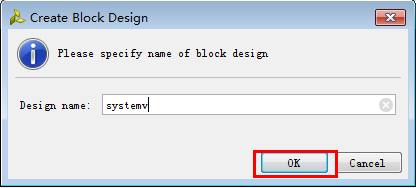 Create Block Design
Please specify name of block design
Design name: systemv
OK Cancel